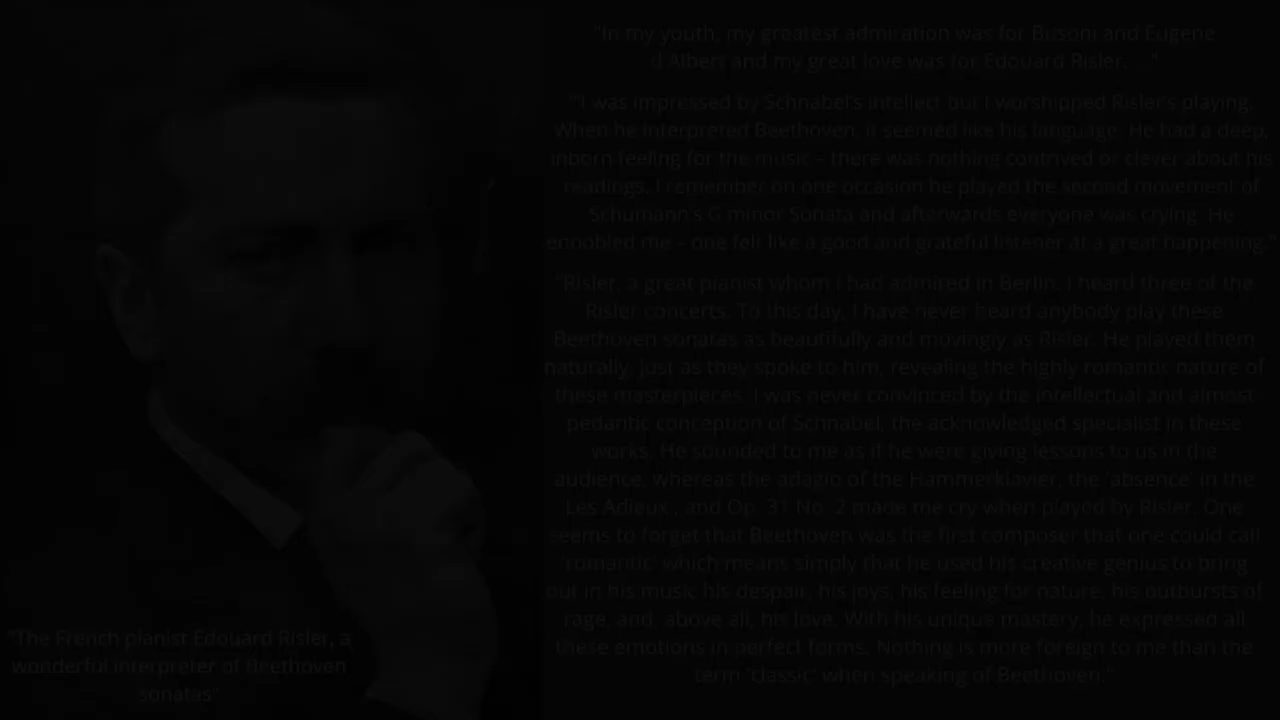 "In my youth, my greatest admiration was for Busoni and Eugene
d'Albert and my great love was for Edouard Risler. ..."
"I was impressed by Schnabel's intellect but I worshipped Risler's playing.
When he interpreted Beethoven, it seemed like his language. He had a deep,
inborn feeling for the music – there was nothing contrived or clever about his
readings. I remember on one occasion he played the second movement of
Schumann's G minor Sonata and afterwards everyone was crying. He
ennobled me – one felt like a good and grateful listener at a great happening."
"Risler, a great pianist whom I had admired in Berlin. I heard three of the
Risler concerts. To this day, I have never heard anybody play these
Beethoven sonatas as beautifully and movingly as Risler. He played them
naturally, just as they spoke to him, revealing the highly romantic nature of
these masterpieces. I was never convinced by the intellectual and almost
pedantic conception of Schnabel, the acknowledged specialist in these
works. He sounded to me as if he were giving lessons to us in the
audience, whereas the adagio of the Hammerklavier, the 'absence' in the
Les Adieux , and Op. 31 No. 2 made me cry when played by Risler. One
seems to forget that Beethoven was the first composer that one could call
'romantic' which means simply that he used his creative genius to bring
out in his music his despair, his joys, his feeling for nature, his outbursts of
rage, and, above all, his love. With his unique mastery, he expressed all
these emotions in perfect forms. Nothing is more foreign to me than the
term 'classic' when speaking of Beethoven."
"The French pianist Edouard Risler, a
wonderful interpreter of Beethoven
sonatas"